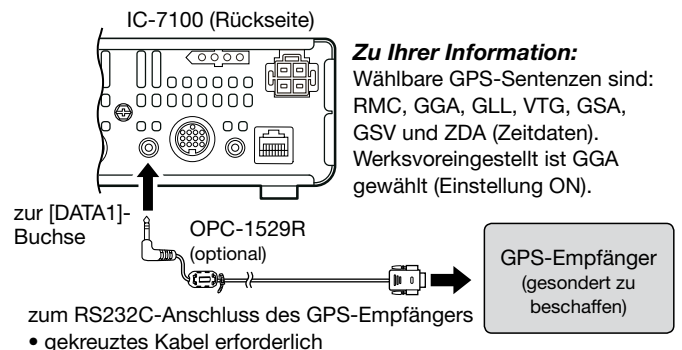 IC-7100 (Rückseite)
Zu Ihrer Information:
Wählbare GPS-Sentenzen sind:
RMC, GGA, GLL, VTG, GSA,
GSV und ZDA (Zeitdaten).
Werksvoreingestellt ist GGA
gewählt (Einstellung ON).
zur [DATA1]-
Buchse
OPC-1529R
(optional)
GPS-Empfänger
(gesondert zu
beschaffen)
zum RS232C-Anschluss des GPS-Empfängers
• gekreuztes Kabel erforderlich